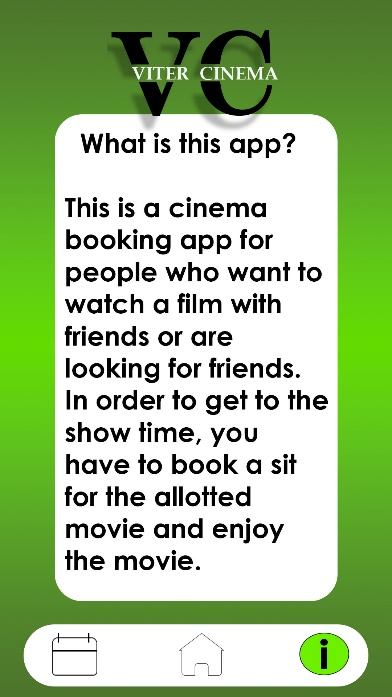 VC
VITER CINEMA
What is this app?
This is a cinema
booking app for
people who want to
watch a film with
friends or are
looking for friends.
In order to get to the
show time, you
have to book a sit
for the allotted
movie and enjoy
the movie.
i